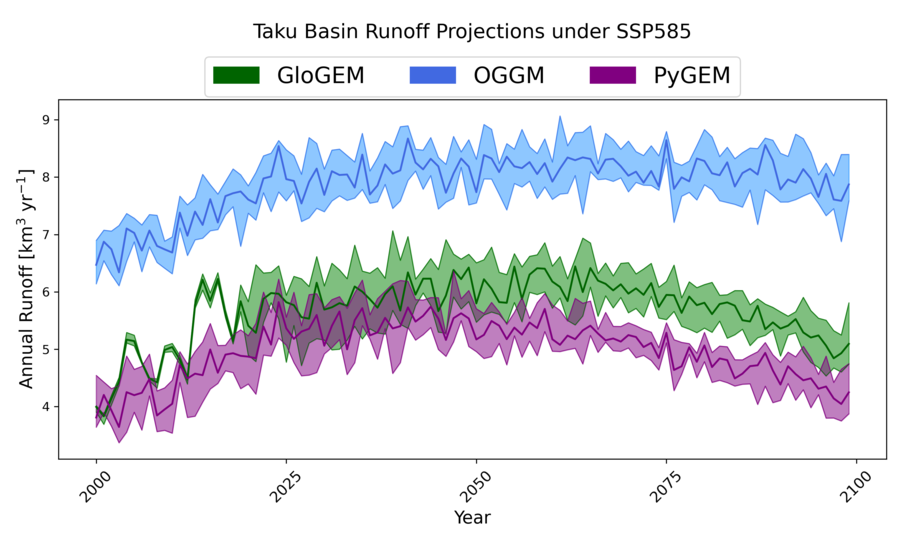 Taku Basin Runoff Projections under SSP585
GloGEM OGGM PyGEM
Annual Runoff [km³ yr⁻¹]
9
8
7
6
5
4
2000 2025 2050 2075 2100
Year